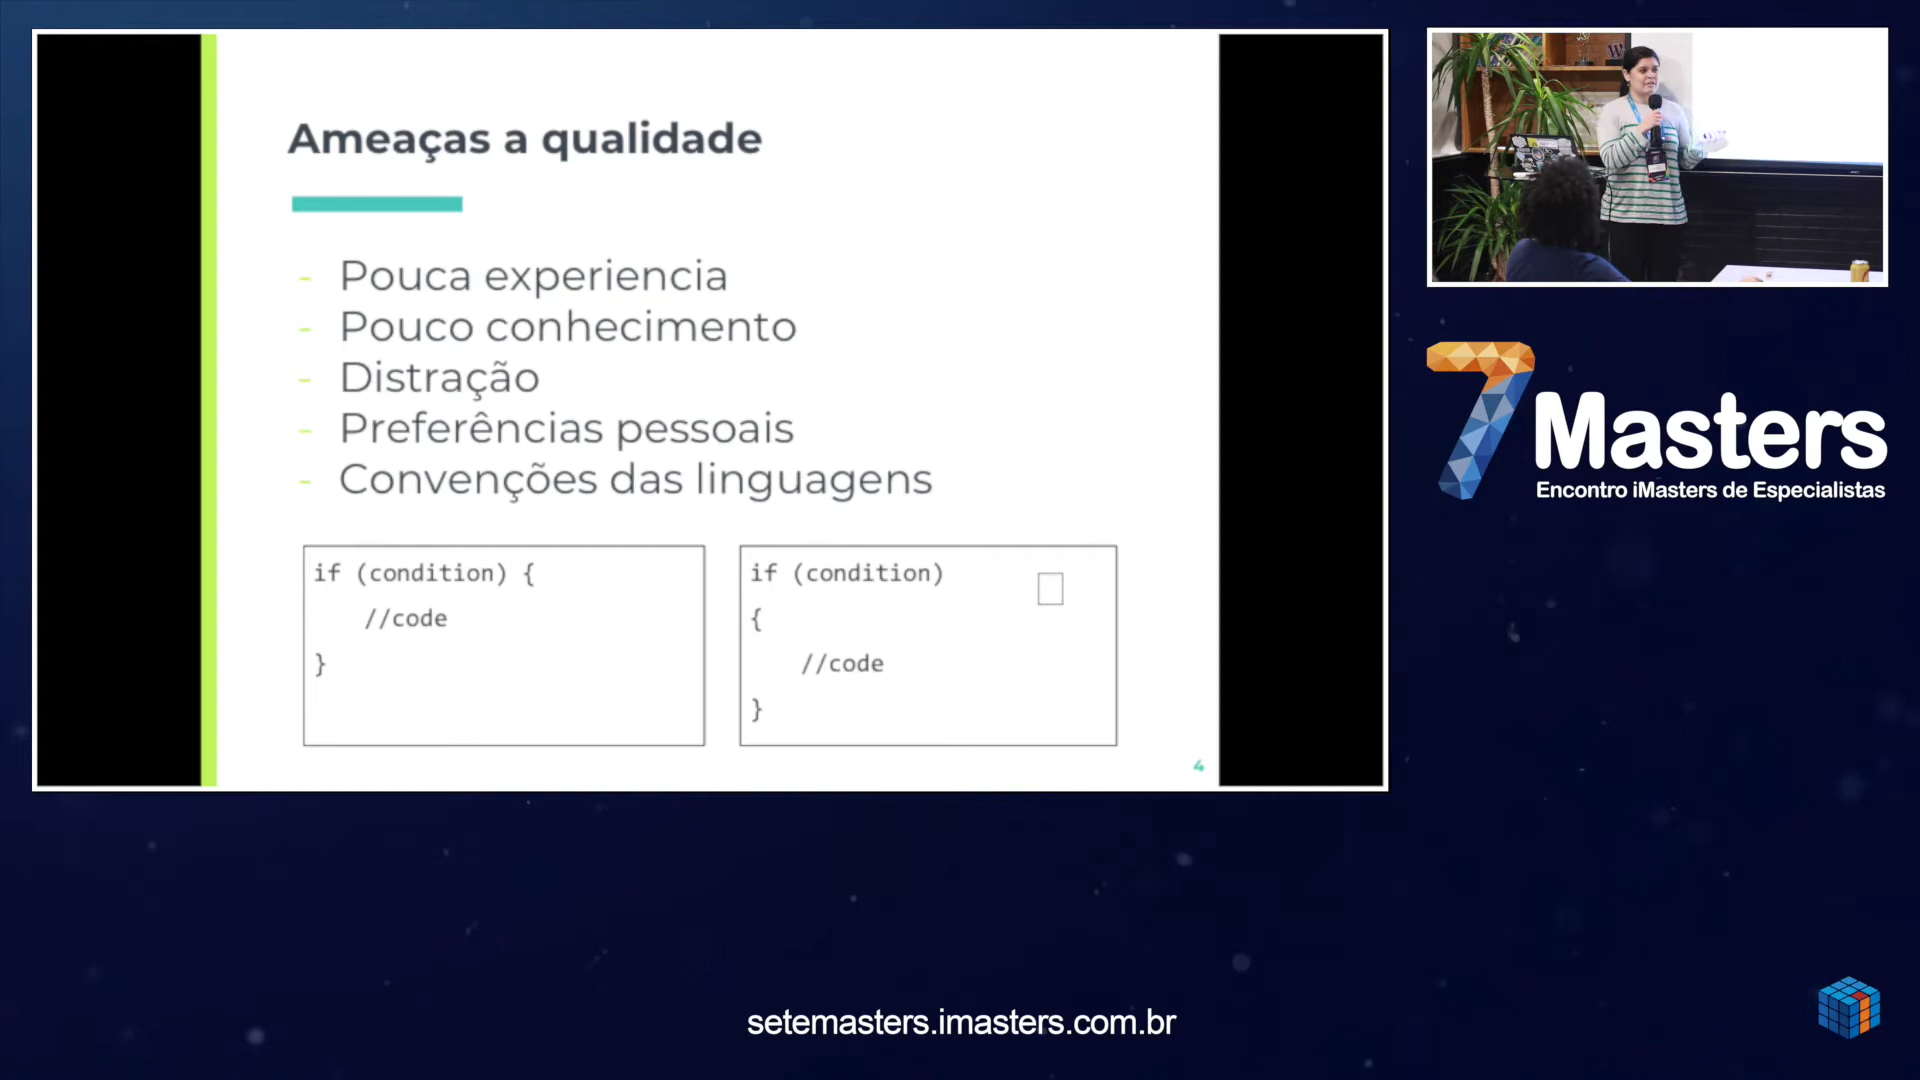 Ameaças a qualidade
- Pouca experiencia
- Pouco conhecimento
- Distração
- Preferências pessoais
- Convenções das linguagens
if (condition) {
//code
}
if (condition)
{
//code
}
4
7Masters
Encontro iMasters de Especialistas
setemasters.imasters.com.br